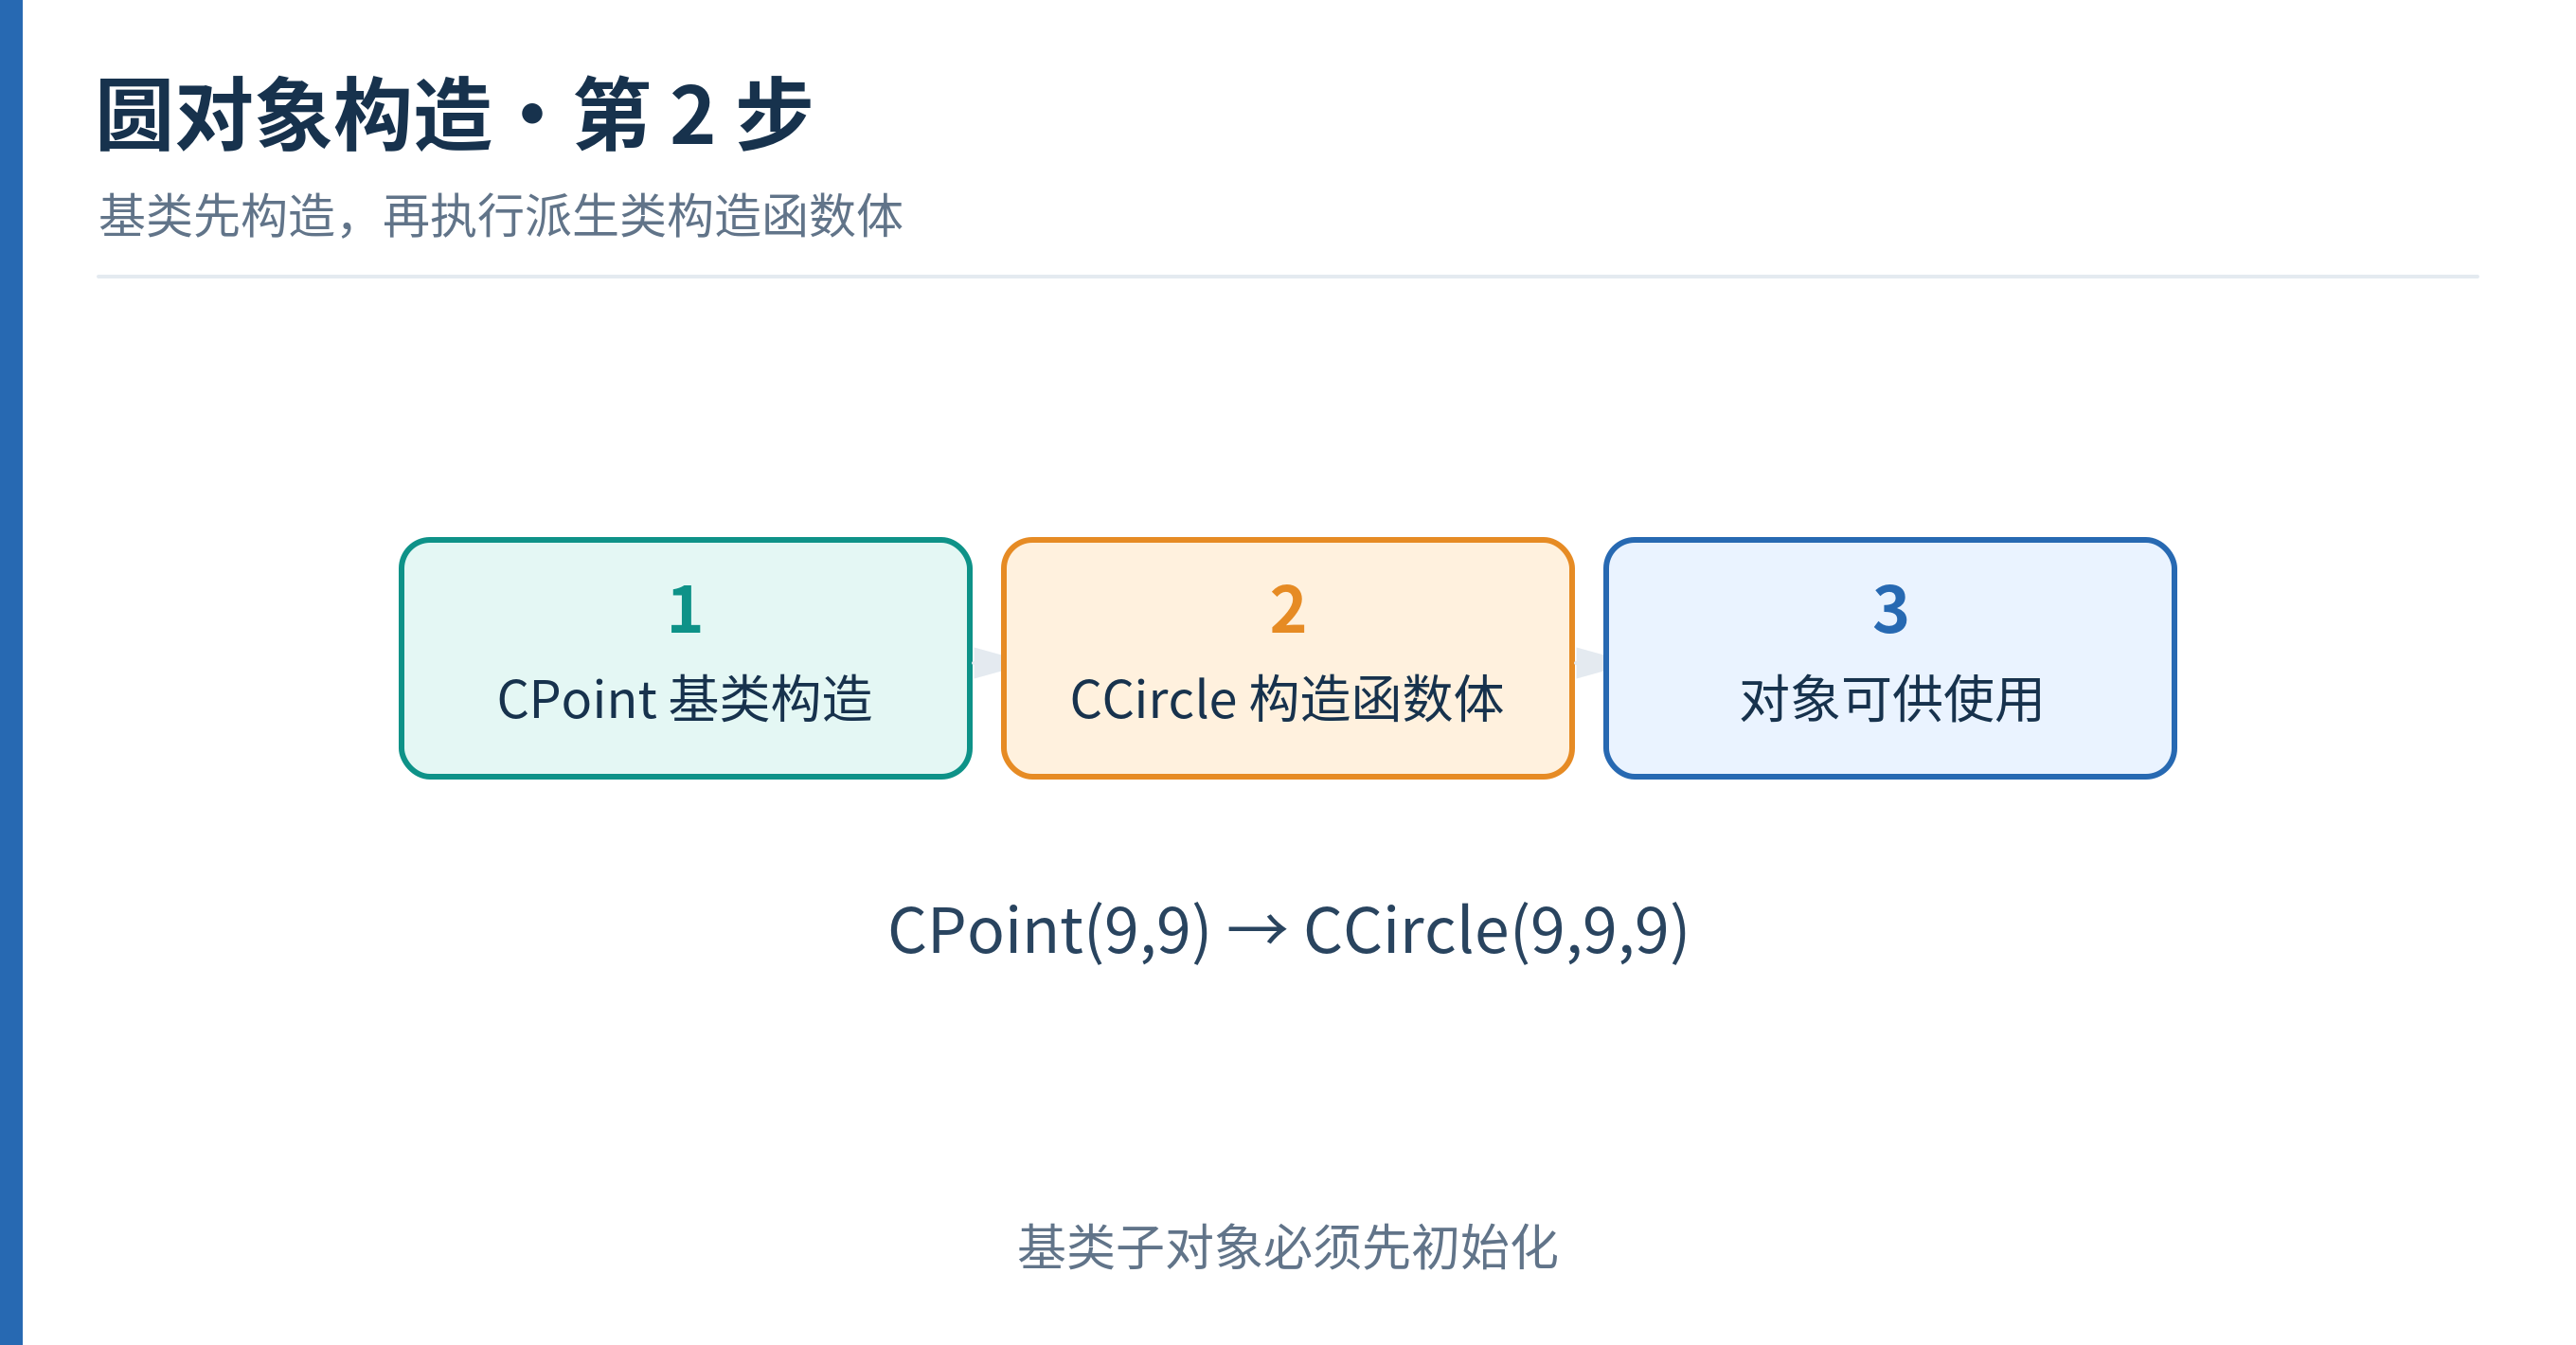 圆对象构造·第 2 步
基类先构造，再执行派生类构造函数体
1
CPoint 基类构造
2
CCircle 构造函数体
3
对象可供使用
CPoint(9,9) → CCircle(9,9,9)
基类子对象必须先初始化